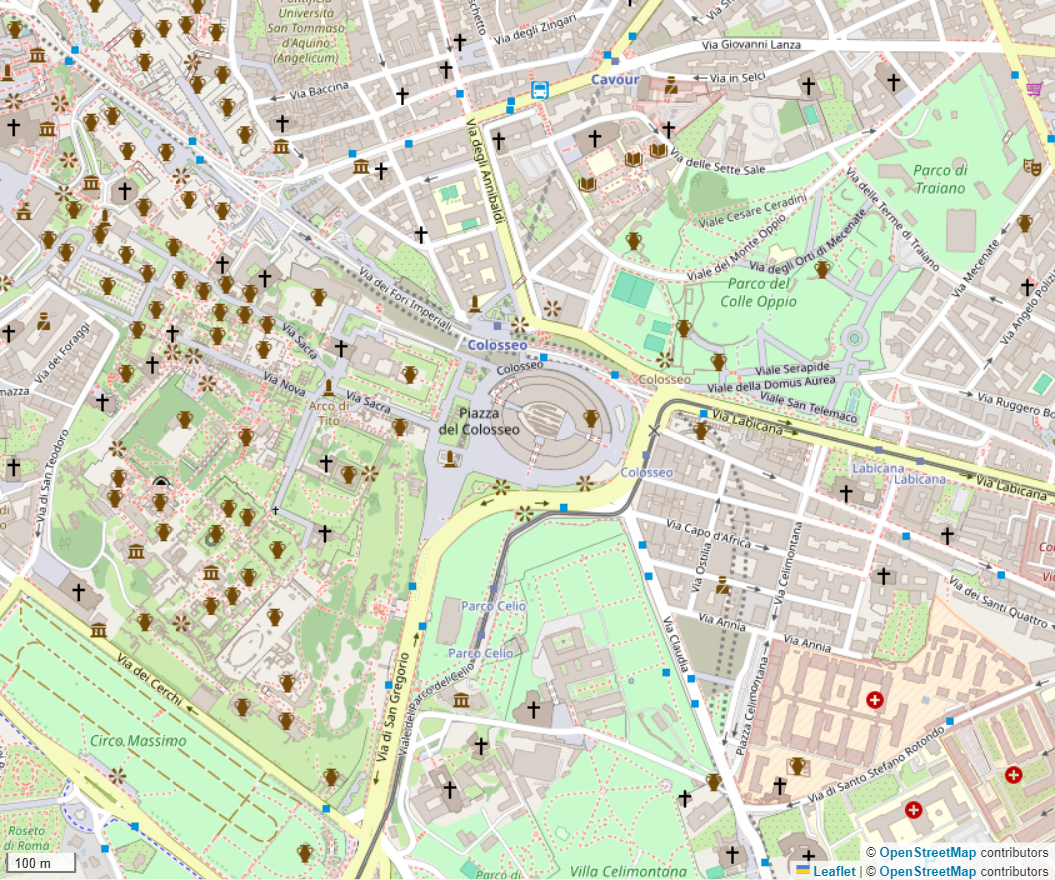 Pontificia
Università
San Tommaso
d'Aquino
(Angelicum)
Via degli Zingari
Via Giovanni Lanza
Cavour
Via in Selci
Via Baccina
Via degli Annibaldi
Via delle Sette Sale
Parco di
Traiano
Viale Cesare Ceradini
Via delle Terme di Traiano
Viale del Monte Oppio
Via degli Orti di Mecenate
Via Mecenate
Via Angelo Poliz
Parco del
Colle Oppio
Via dei Fori Imperiali
Via dei Foraggi
Via Sacra
Colosseo
Colosseo
Viale Serapide
Colosseo
Viale della Domus Aurea
Via Nova
Via Sacra
Arco di
Tito
Viale San Telemaco
Via Ruggero Bo
mazza
Piazza
del Colosseo
Via Labicana
Via di San Teodoro
Colosseo
Labicana
Labicana
Via Labicana
Via Capo d'Africa
Via Ostilia
Via Celimontana
Via dei Santi Quattro
Parco Celio
Via Annia
Via Annia
Via Claudia
Parco Celio
Via dei Cerchi
Via di San Gregorio
Viale del Parco del Celio
Piazza Celimontana
Circo Massimo
Via di Santo Stefano Rotondo
Roseto
di Roma
Villa Celimontana
Parco di
100 m
© OpenStreetMap contributors
Leaflet | © OpenStreetMap contributors